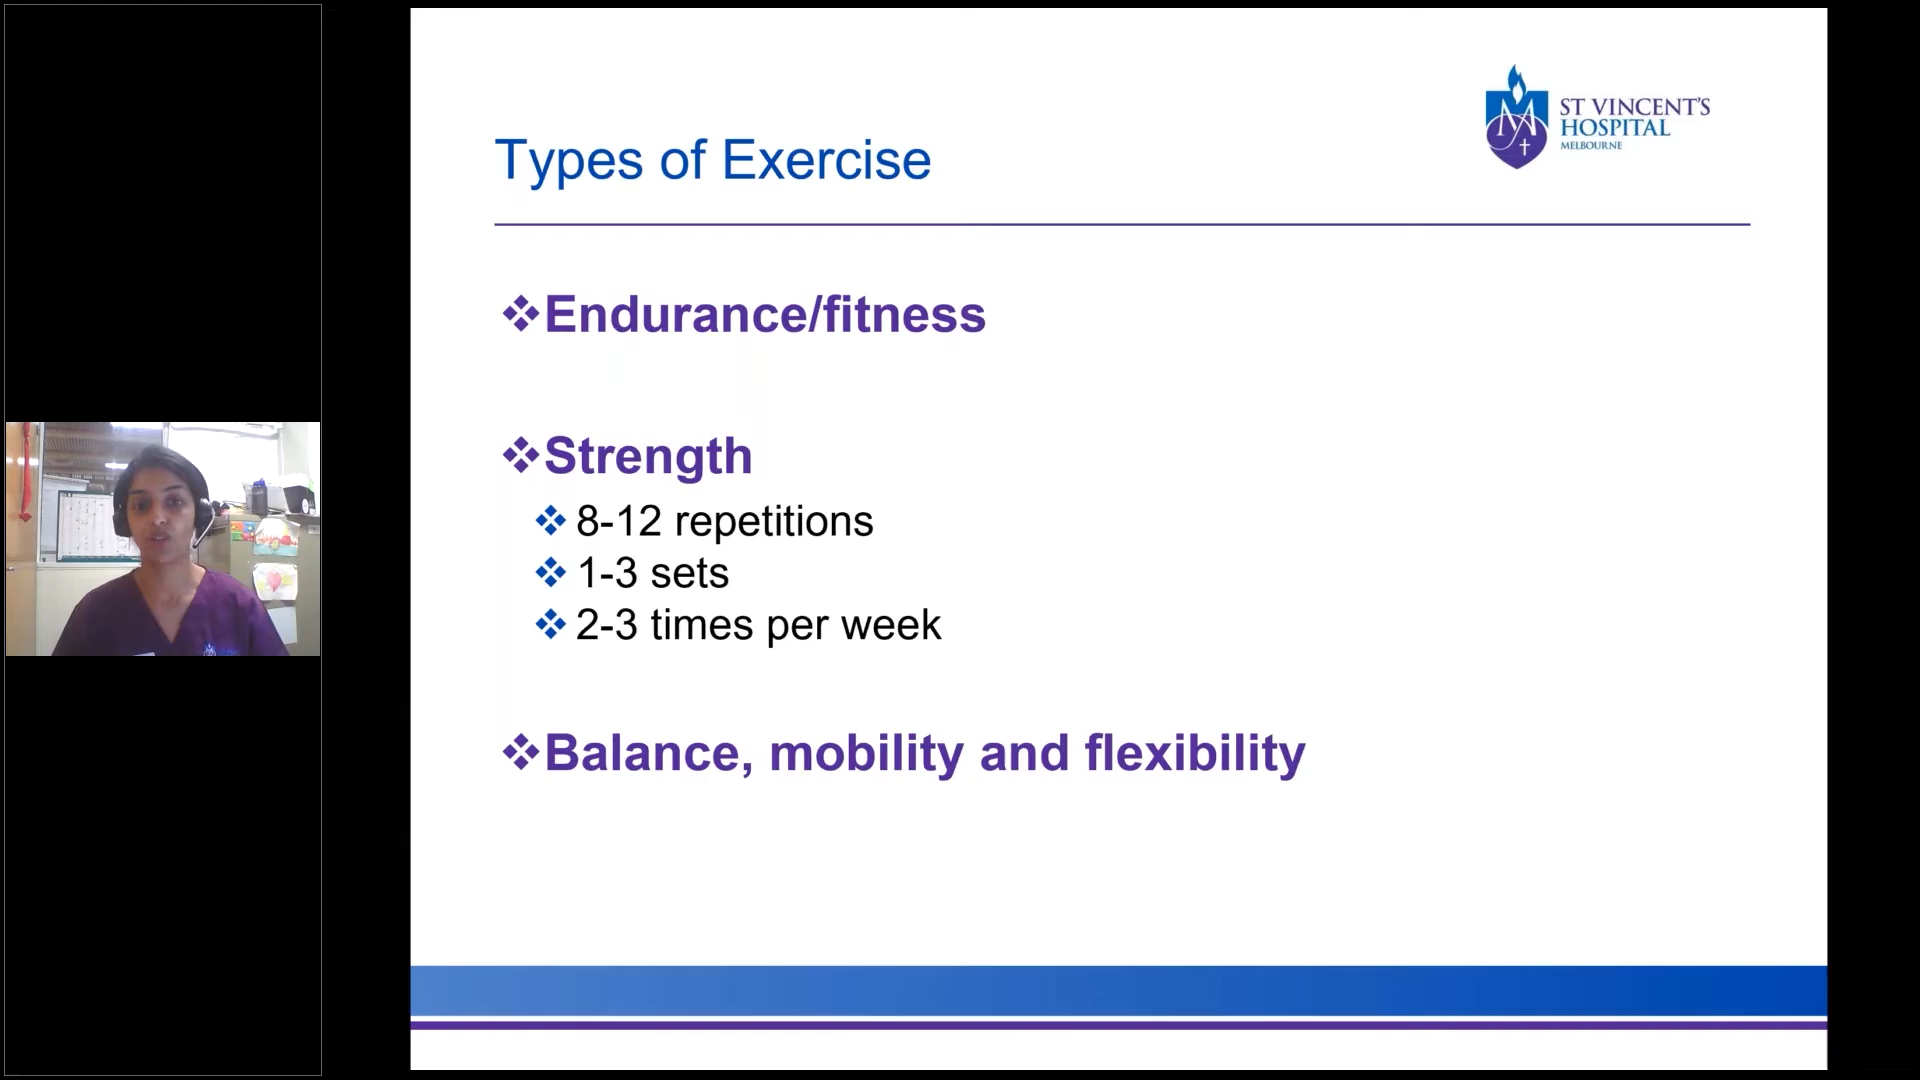 Types of Exercise
ST VINCENT'S
HOSPITAL
MELBOURNE
❖Endurance/fitness
❖Strength
❖8-12 repetitions
❖1-3 sets
❖2-3 times per week
❖Balance, mobility and flexibility